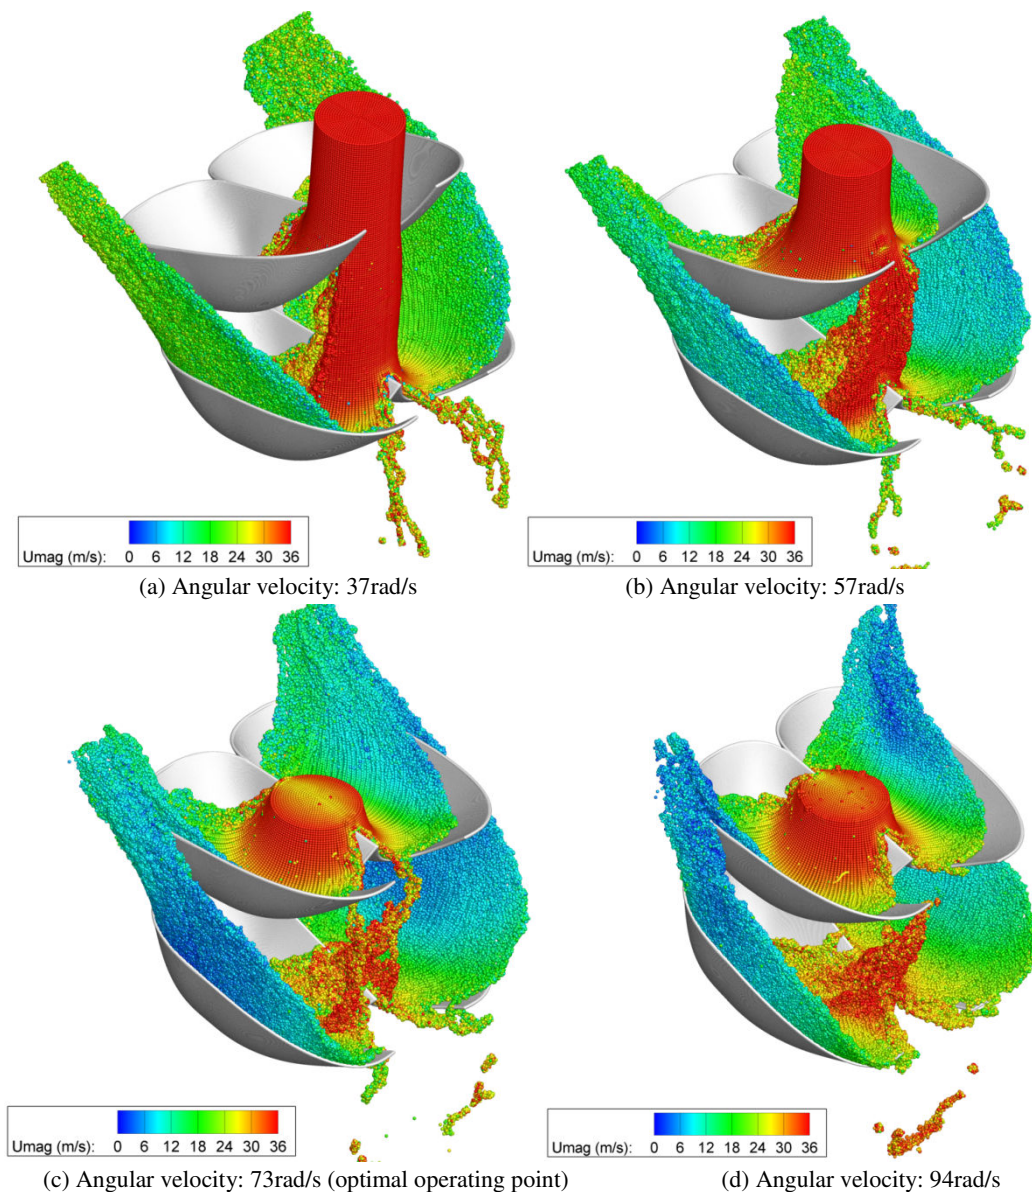 Umag (m/s): 0 6 12 18 24 30 36
Umag (m/s): 0 6 12 18 24 30 36
(a) Angular velocity: 37rad/s
(b) Angular velocity: 57rad/s
Umag (m/s): 0 6 12 18 24 30 36
Umag (m/s): 0 6 12 18 24 30 36
(c) Angular velocity: 73rad/s (optimal operating point)
(d) Angular velocity: 94rad/s